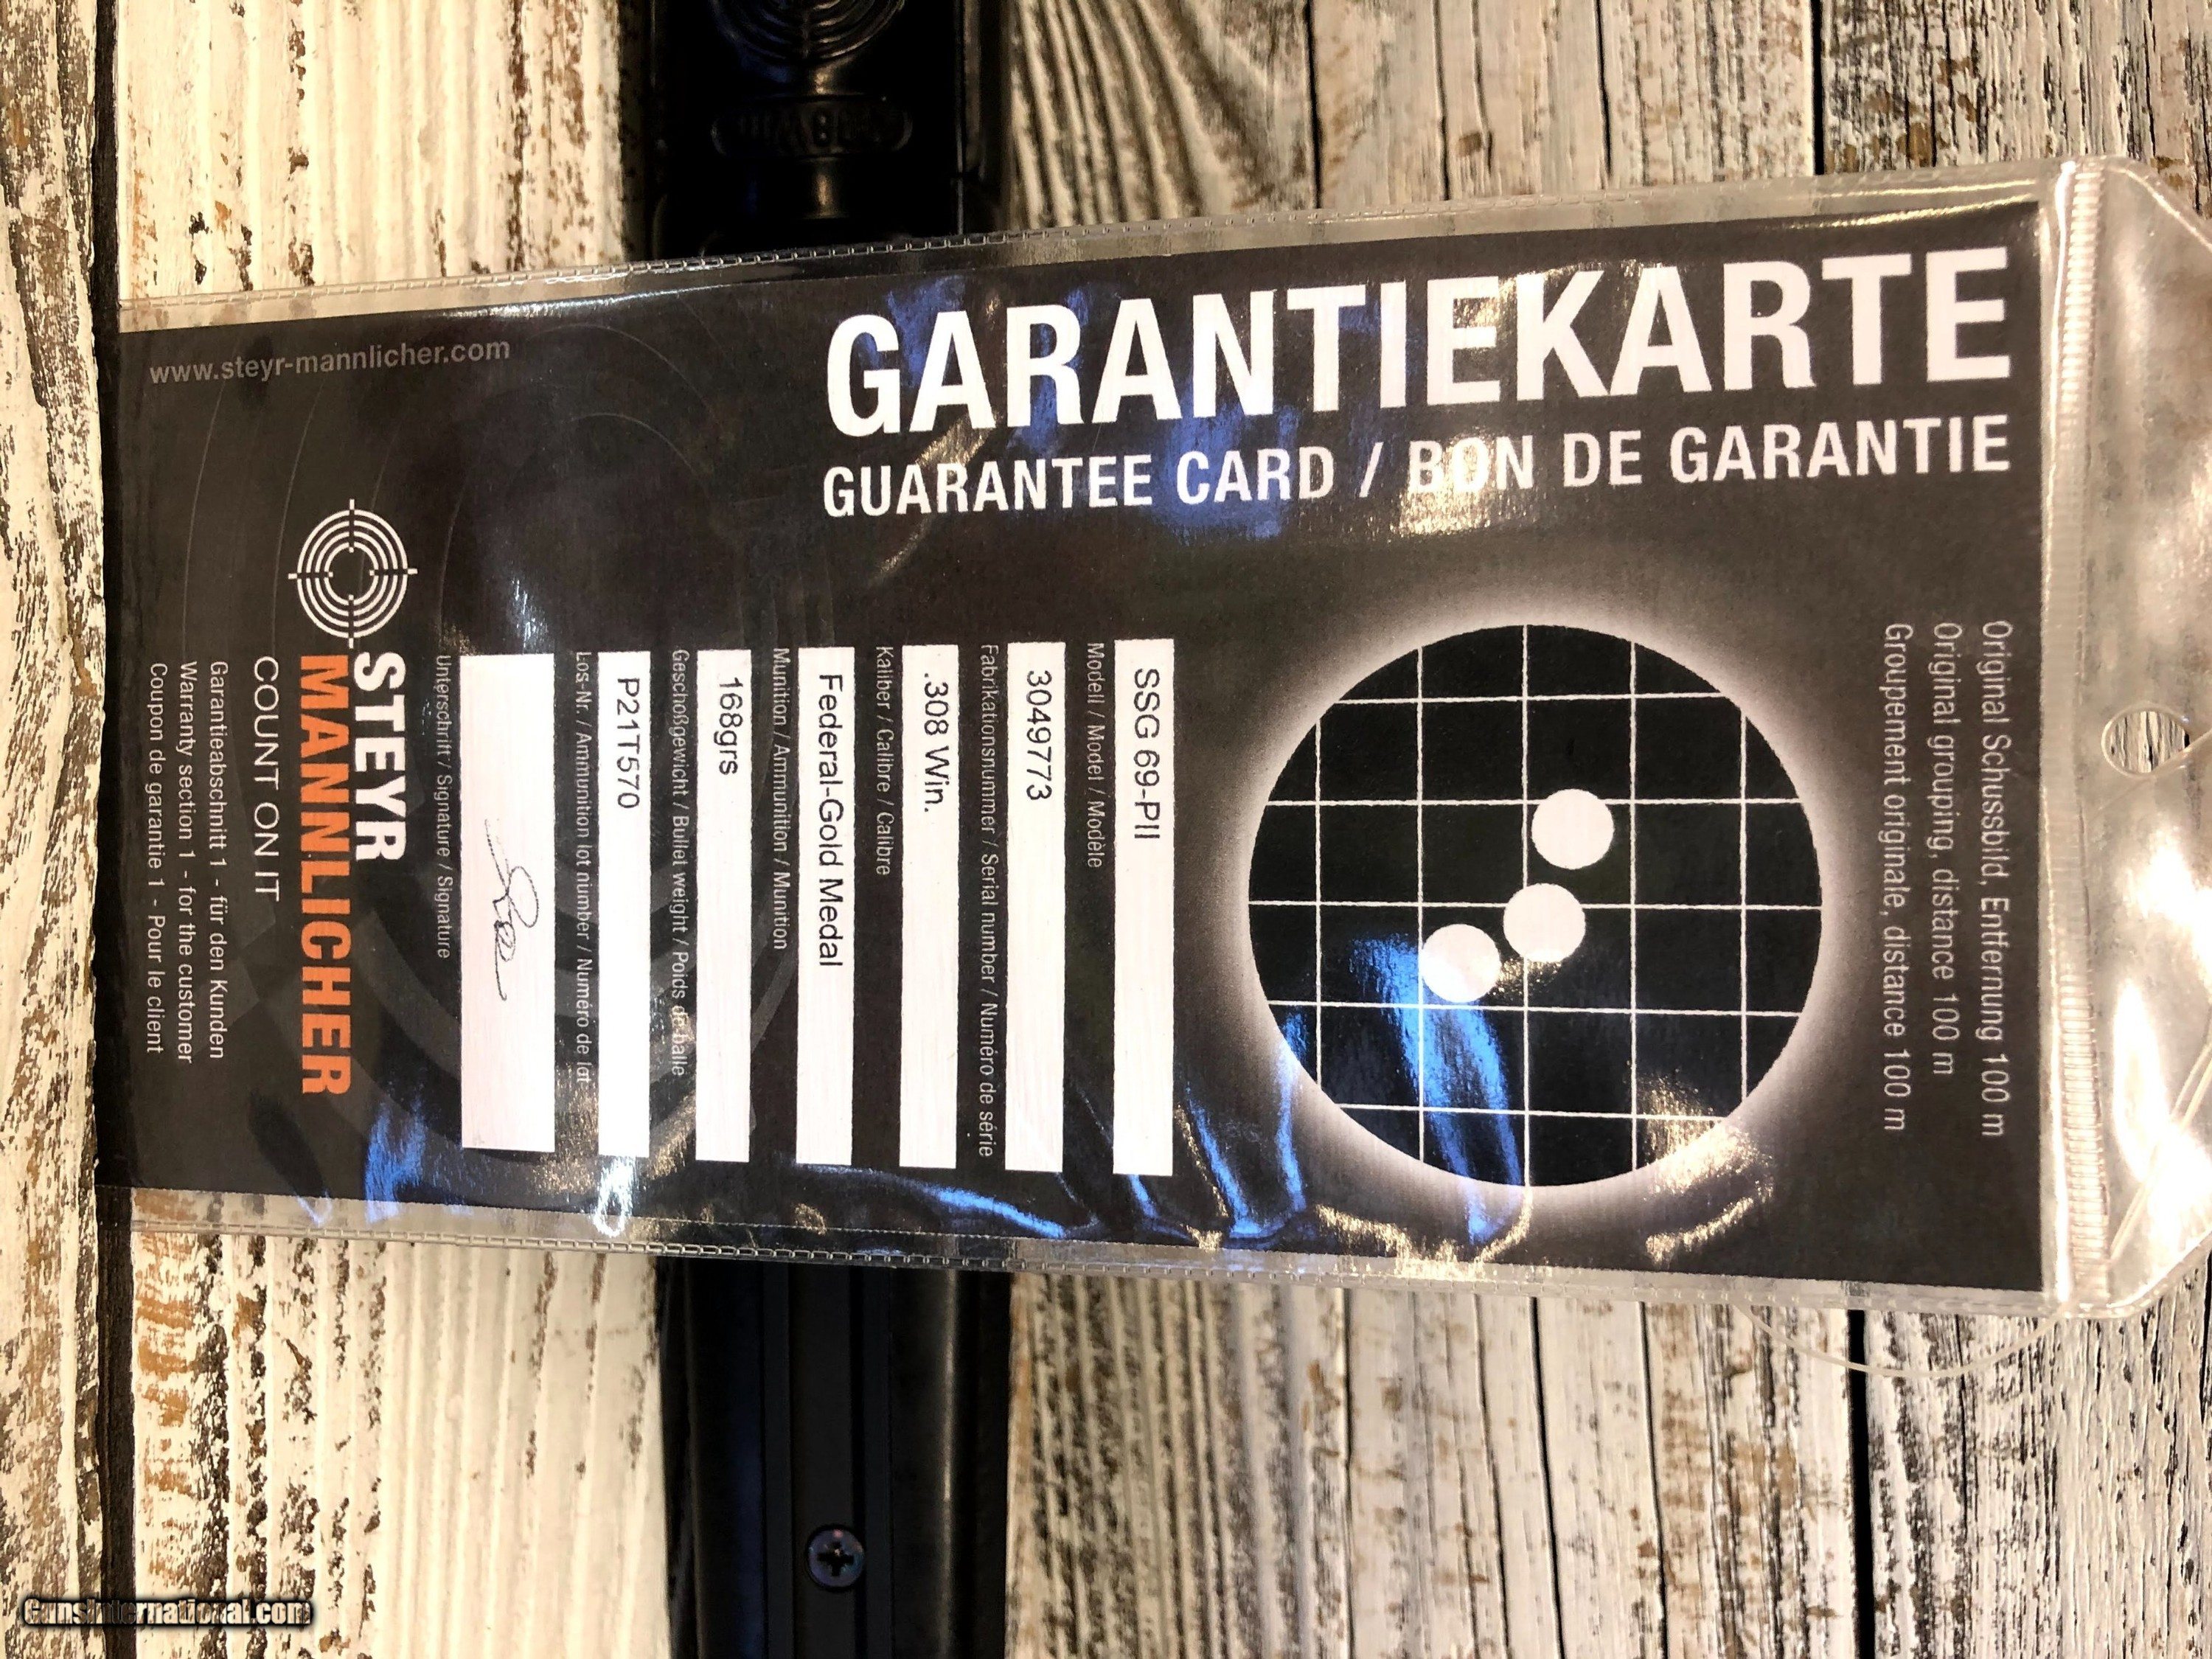 GARANTIEKARTE
GUARANTEE CARD / BON DE GARANTIE
Original Schussbild, Entfernung 100 m
Original grouping, distance 100 m
Groupement originale, distance 100 m
SSG 69-PII
Modell / Model / Modèle
3049773
Fabrikationsnummer / Serial number / Numéro de série
.308 Win.
Kaliber / Calibre / Calibre
Federal-Gold Medal
Munition / Ammunition / Munition
168grs
Geschoßgewicht / Bullet weight / Poids de balle
P21T570
Los-Nr. / Ammunition lot number / Numéro de lot
Unterschrift / Signature / Signature
STEYR
MANNLICHER
COUNT ON IT
Garantieabschnitt 1 - für den Kunden
Warranty section 1 - for the customer
Coupon de garantie 1 - Pour le client
www.steyr-mannlicher.com
GunsInternational.com